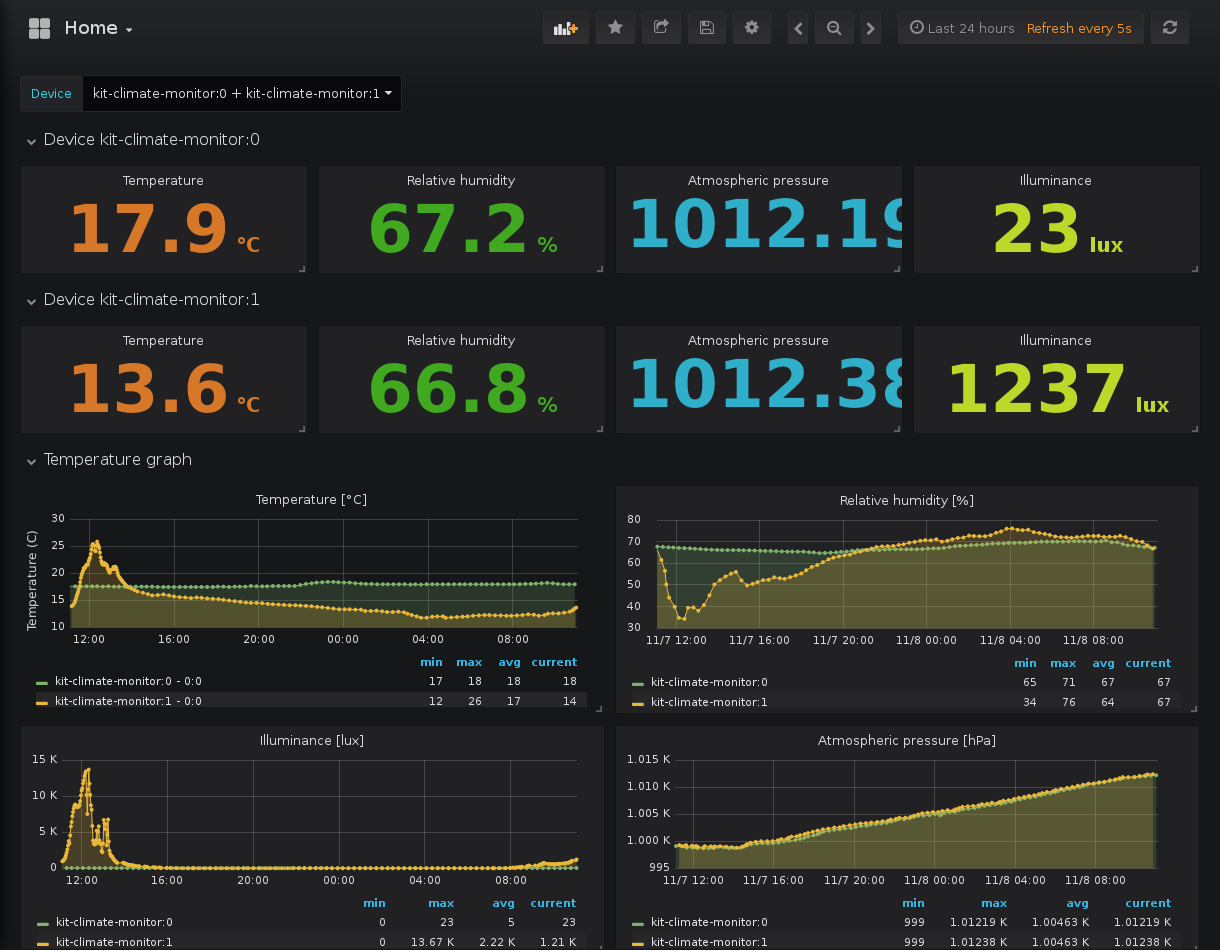 Home
Last 24 hours Refresh every 5s
Device kit-climate-monitor:0 + kit-climate-monitor:1
Device kit-climate-monitor:0
Temperature Relative humidity Atmospheric pressure Illuminance
17.9 °C 67.2 % 1012.19 23 lux
Device kit-climate-monitor:1
Temperature Relative humidity Atmospheric pressure Illuminance
13.6 °C 66.8 % 1012.38 1237 lux
Temperature graph
Temperature [°C]
Temperature (C)
30
25
20
15
10
12:00 16:00 20:00 00:00 04:00 08:00
min max avg current
kit-climate-monitor:0 - 0:0 17 18 18 18
kit-climate-monitor:1 - 0:0 12 26 17 14
Relative humidity [%]
80
70
60
50
40
30
11/7 12:00 11/7 16:00 11/7 20:00 11/8 00:00 11/8 04:00 11/8 08:00
min max avg current
kit-climate-monitor:0 65 71 67 67
kit-climate-monitor:1 34 76 64 67
Illuminance [lux]
15 K
10 K
5 K
0
12:00 16:00 20:00 00:00 04:00 08:00
min max avg current
kit-climate-monitor:0 0 23 5 23
kit-climate-monitor:1 0 13.67 K 2.22 K 1.21 K
Atmospheric pressure [hPa]
1.015 K
1.010 K
1.005 K
1.000 K
995
11/7 12:00 11/7 16:00 11/7 20:00 11/8 00:00 11/8 04:00 11/8 08:00
min max avg current
kit-climate-monitor:0 999 1.01219 K 1.00463 K 1.01219 K
kit-climate-monitor:1 999 1.01238 K 1.00494 K 1.01238 K